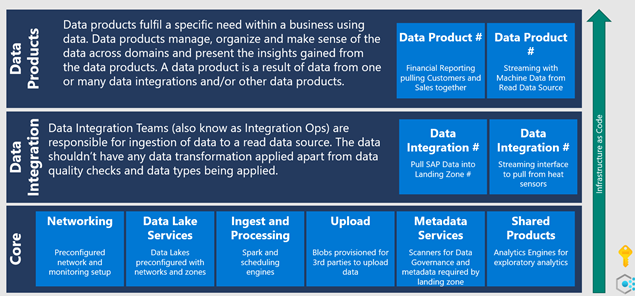 Data
Products
Data products fulfil a specific need within a business using
data. Data products manage, organize and make sense of the
data across domains and present the insights gained from
the data products. A data product is a result of data from one
or many data integrations and/or other data products.
Data Product #
Financial Reporting
pulling Customers and
Sales together
Data Product
#
Streaming with
Machine Data from
Read Data Source
Data
Integration
Data Integration Teams (also know as Integration Ops) are
responsible for ingestion of data to a read data source. The data
shouldn't have any data transformation applied apart from data
quality checks and data types being applied.
Data
Integration #
Pull SAP Data into
Landing Zone #
Data
Integration #
Streaming interface
to pull from heat
sensors
Core
Networking
Preconfigured
network and
monitoring setup
Data Lake
Services
Data Lakes
preconfigured with
networks and zones
Ingest and
Processing
Spark and
scheduling
engines
Upload
Blobs provisioned for
3rd parties to upload
data
Metadata
Services
Scanners for Data
Governance and
metadata required by
landing zone
Shared
Products
Analytics Engines for
exploratory analytics
Infrastructure as Code